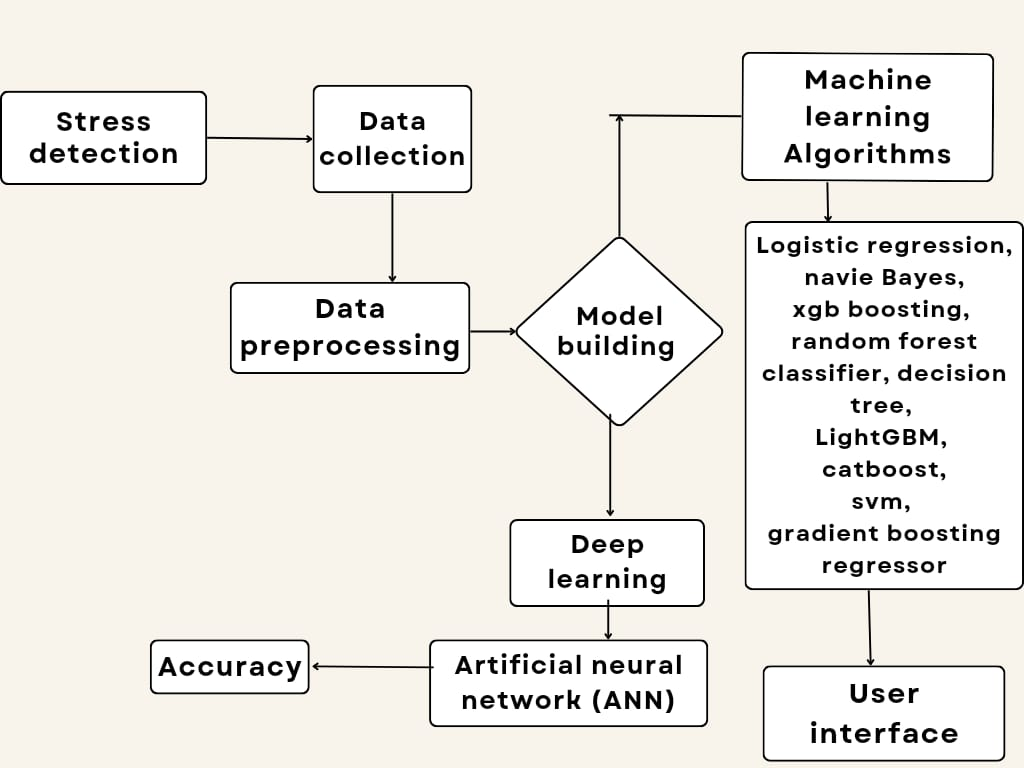 Stress
detection
Data
collection
Data
preprocessing
Model
building
Machine
learning
Algorithms
Logistic regression,
navie Bayes,
xgb boosting,
random forest
classifier, decision
tree,
LightGBM,
catboost,
svm,
gradient boosting
regressor
User
interface
Deep
learning
Artificial neural
network (ANN)
Accuracy